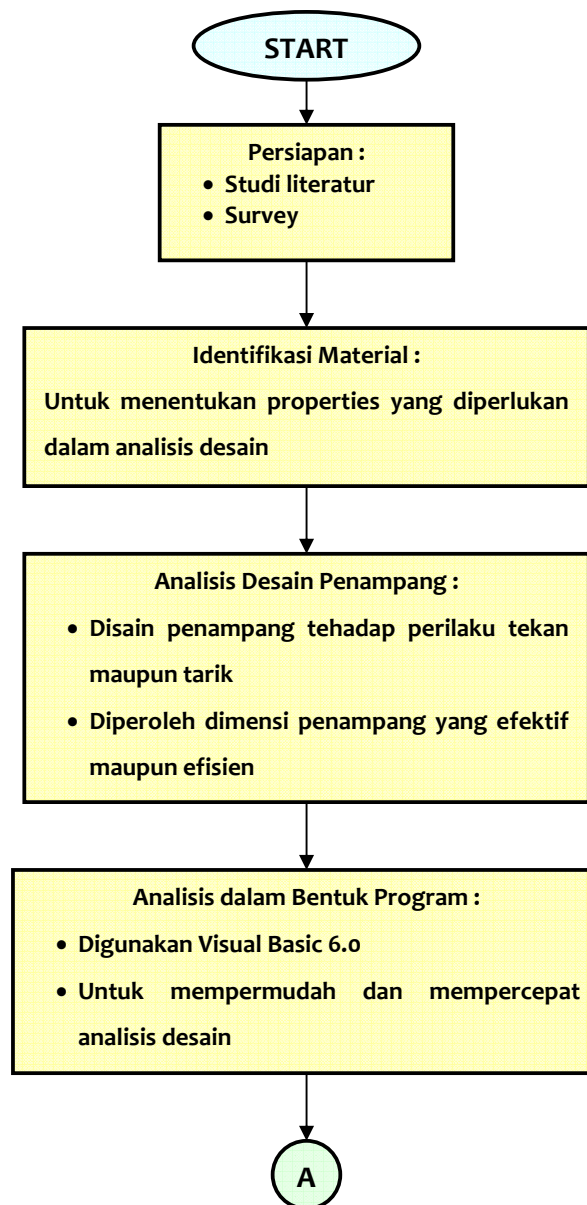 START
Persiapan :
• Studi literatur
• Survey
Identifikasi Material :
Untuk menentukan properties yang diperlukan
dalam analisis desain
Analisis Desain Penampang :
• Disain penampang tehadap perilaku tekan
maupun tarik
• Diperoleh dimensi penampang yang efektif
maupun efisien
Analisis dalam Bentuk Program :
• Digunakan Visual Basic 6.0
• Untuk mempermudah dan mempercepat
analisis desain
A